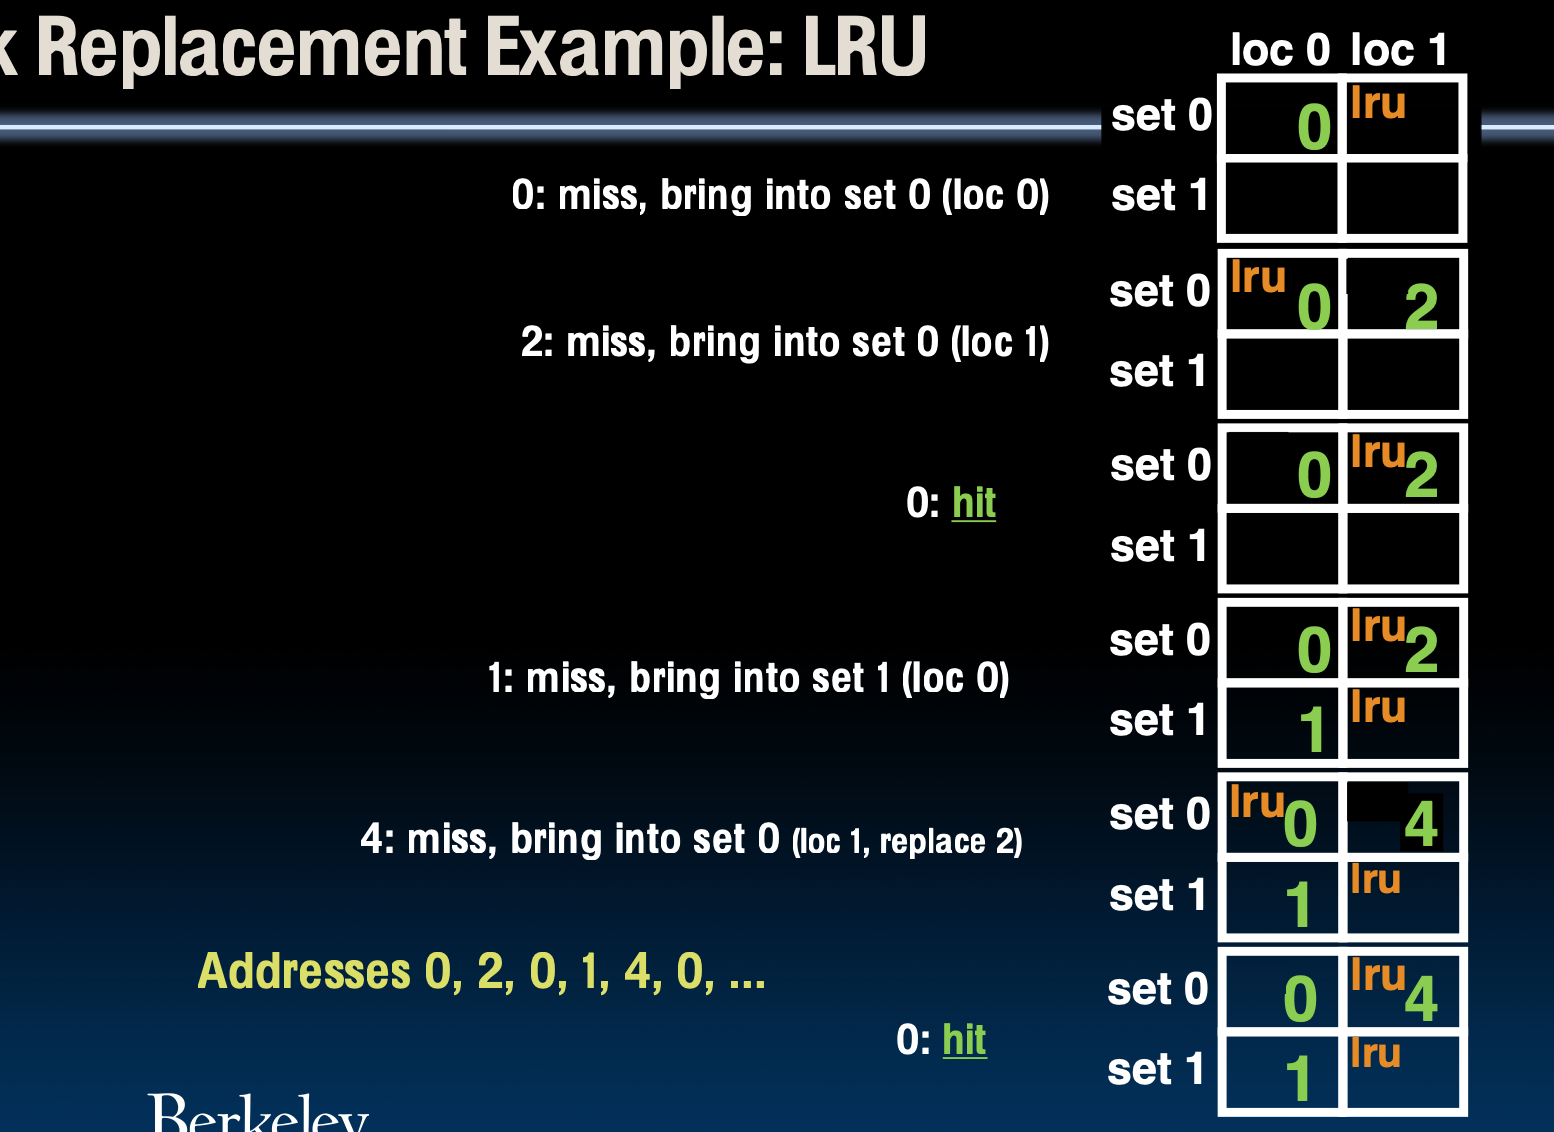 k Replacement Example: LRU
loc 0 loc 1
set 0 0 lru
0: miss, bring into set 0 (loc 0) set 1
set 0 lru 0 2
2: miss, bring into set 0 (loc 1) set 1
set 0 0 lru 2
0: hit
set 1
set 0 0 lru 2
1: miss, bring into set 1 (loc 0)
set 1 1 lru
set 0 lru 0 4
4: miss, bring into set 0 (loc 1, replace 2)
set 1 1 lru
Addresses 0, 2, 0, 1, 4, 0, ...
set 0 0 lru 4
0: hit
set 1 1 lru
Berkeley